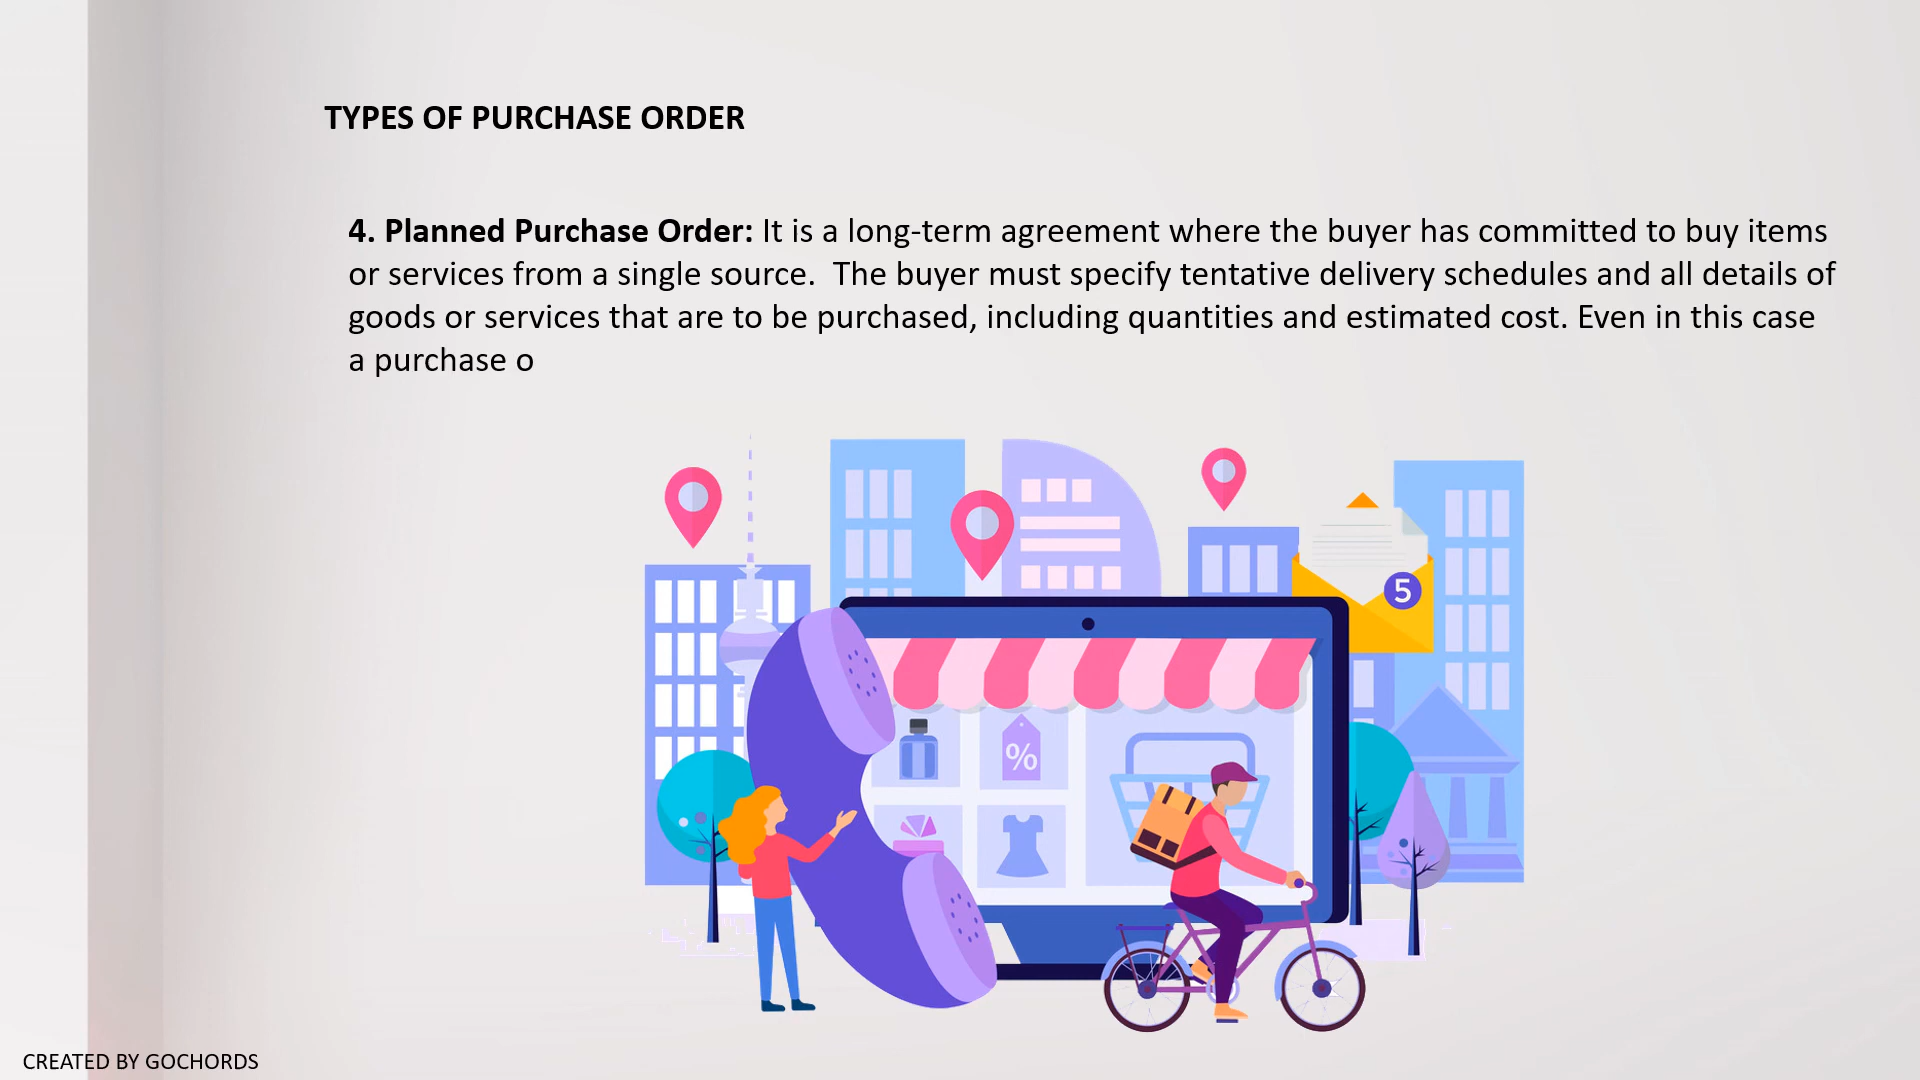 TYPES OF PURCHASE ORDER
4. Planned Purchase Order: It is a long-term agreement where the buyer has committed to buy items
or services from a single source.  The buyer must specify tentative delivery schedules and all details of
goods or services that are to be purchased, including quantities and estimated cost. Even in this case
a purchase o
5
%
CREATED BY GOCHORDS